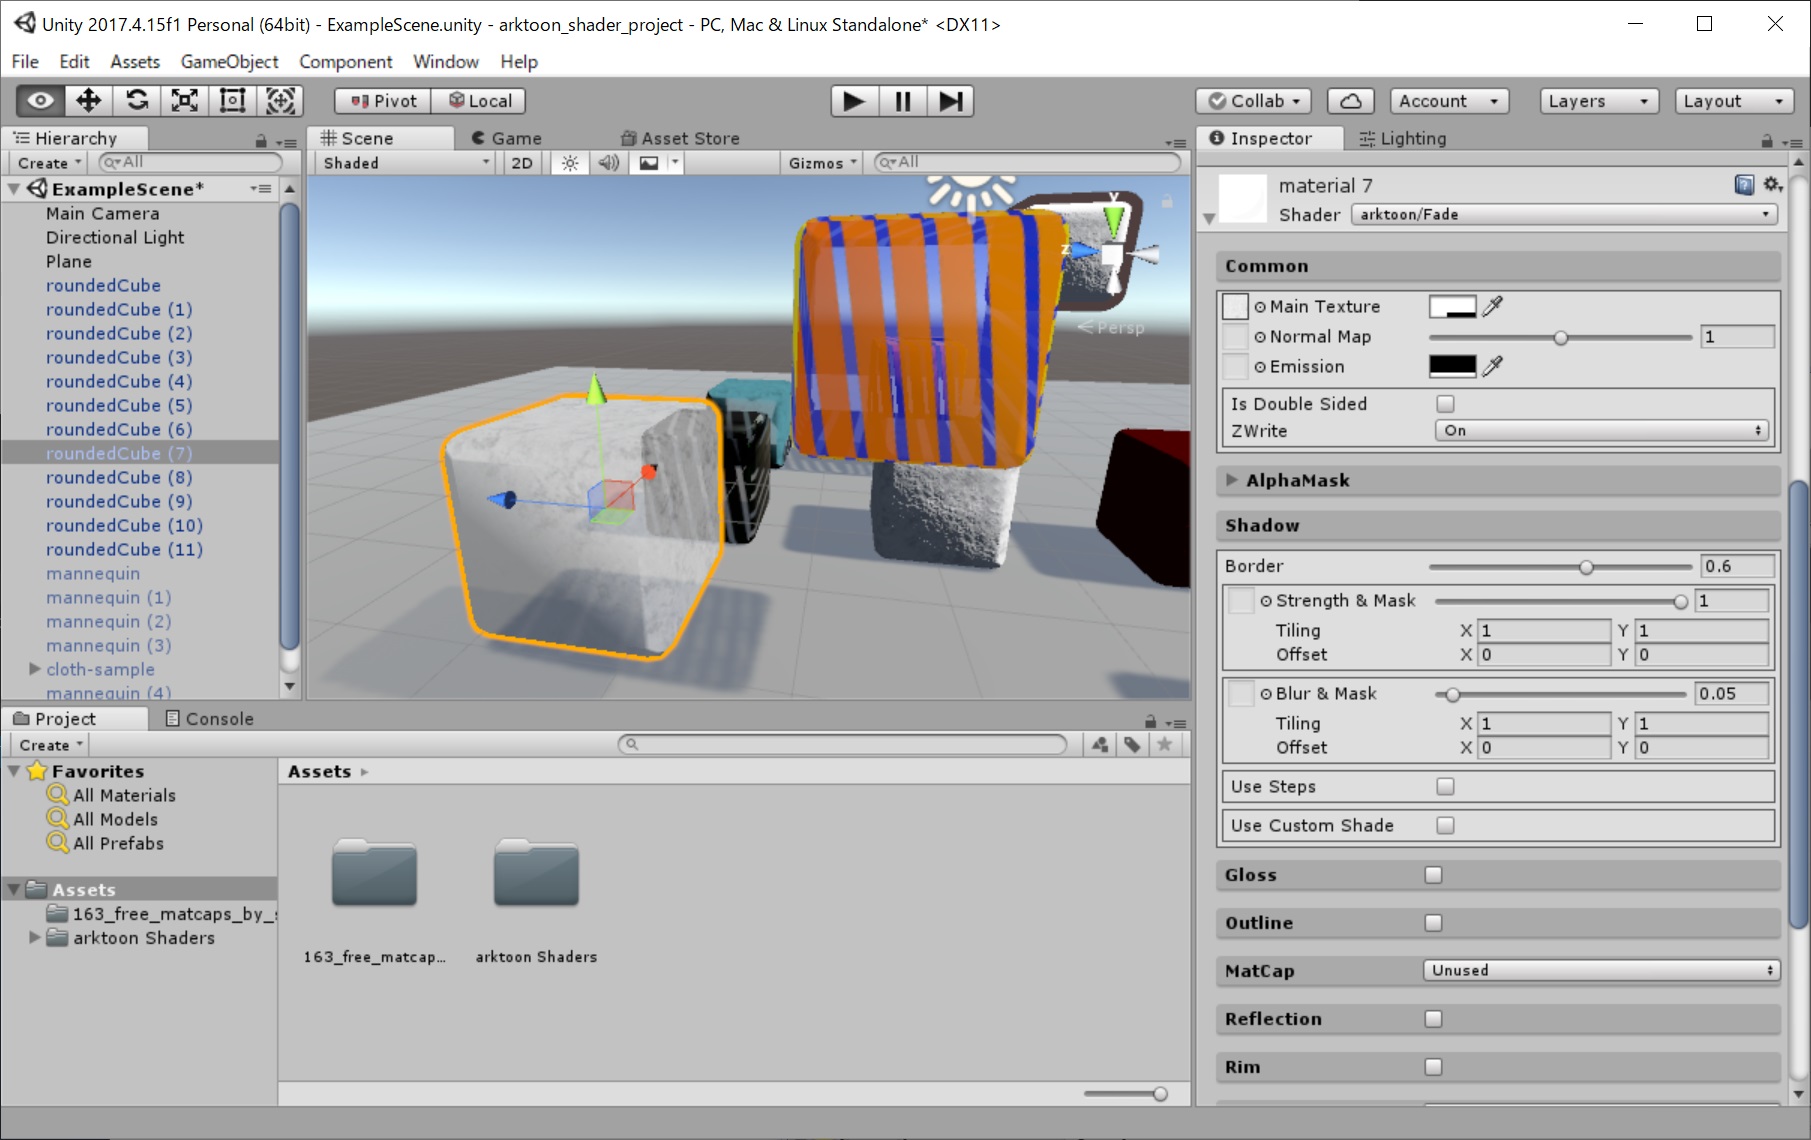 Unity 2017.4.15f1 Personal (64bit) - ExampleScene.unity - arktoon_shader_project - PC, Mac & Linux Standalone* <DX11>
File Edit Assets GameObject Component Window Help
Pivot Local Collab Account Layers Layout
Hierarchy
Create All
ExampleScene*
Main Camera
Directional Light
Plane
roundedCube
roundedCube (1)
roundedCube (2)
roundedCube (3)
roundedCube (4)
roundedCube (5)
roundedCube (6)
roundedCube (7)
roundedCube (8)
roundedCube (9)
roundedCube (10)
roundedCube (11)
mannequin
mannequin (1)
mannequin (2)
mannequin (3)
cloth-sample
mannequin (4)
Scene Game Asset Store
Shaded 2D Gizmos All
y
z
Persp
Inspector Lighting
material 7
Shader arktoon/Fade
Common
Main Texture
Normal Map 1
Emission
Is Double Sided
ZWrite On
AlphaMask
Shadow
Border 0.6
Strength & Mask 1
Tiling X 1 Y 1
Offset X 0 Y 0
Blur & Mask 0.05
Tiling X 1 Y 1
Offset X 0 Y 0
Use Steps
Use Custom Shade
Gloss
Outline
MatCap Unused
Reflection
Rim
Project Console
Create
Favorites
All Materials
All Models
All Prefabs
Assets
163_free_matcaps_by_
arktoon Shaders
Assets
163_free_matcap...
arktoon Shaders